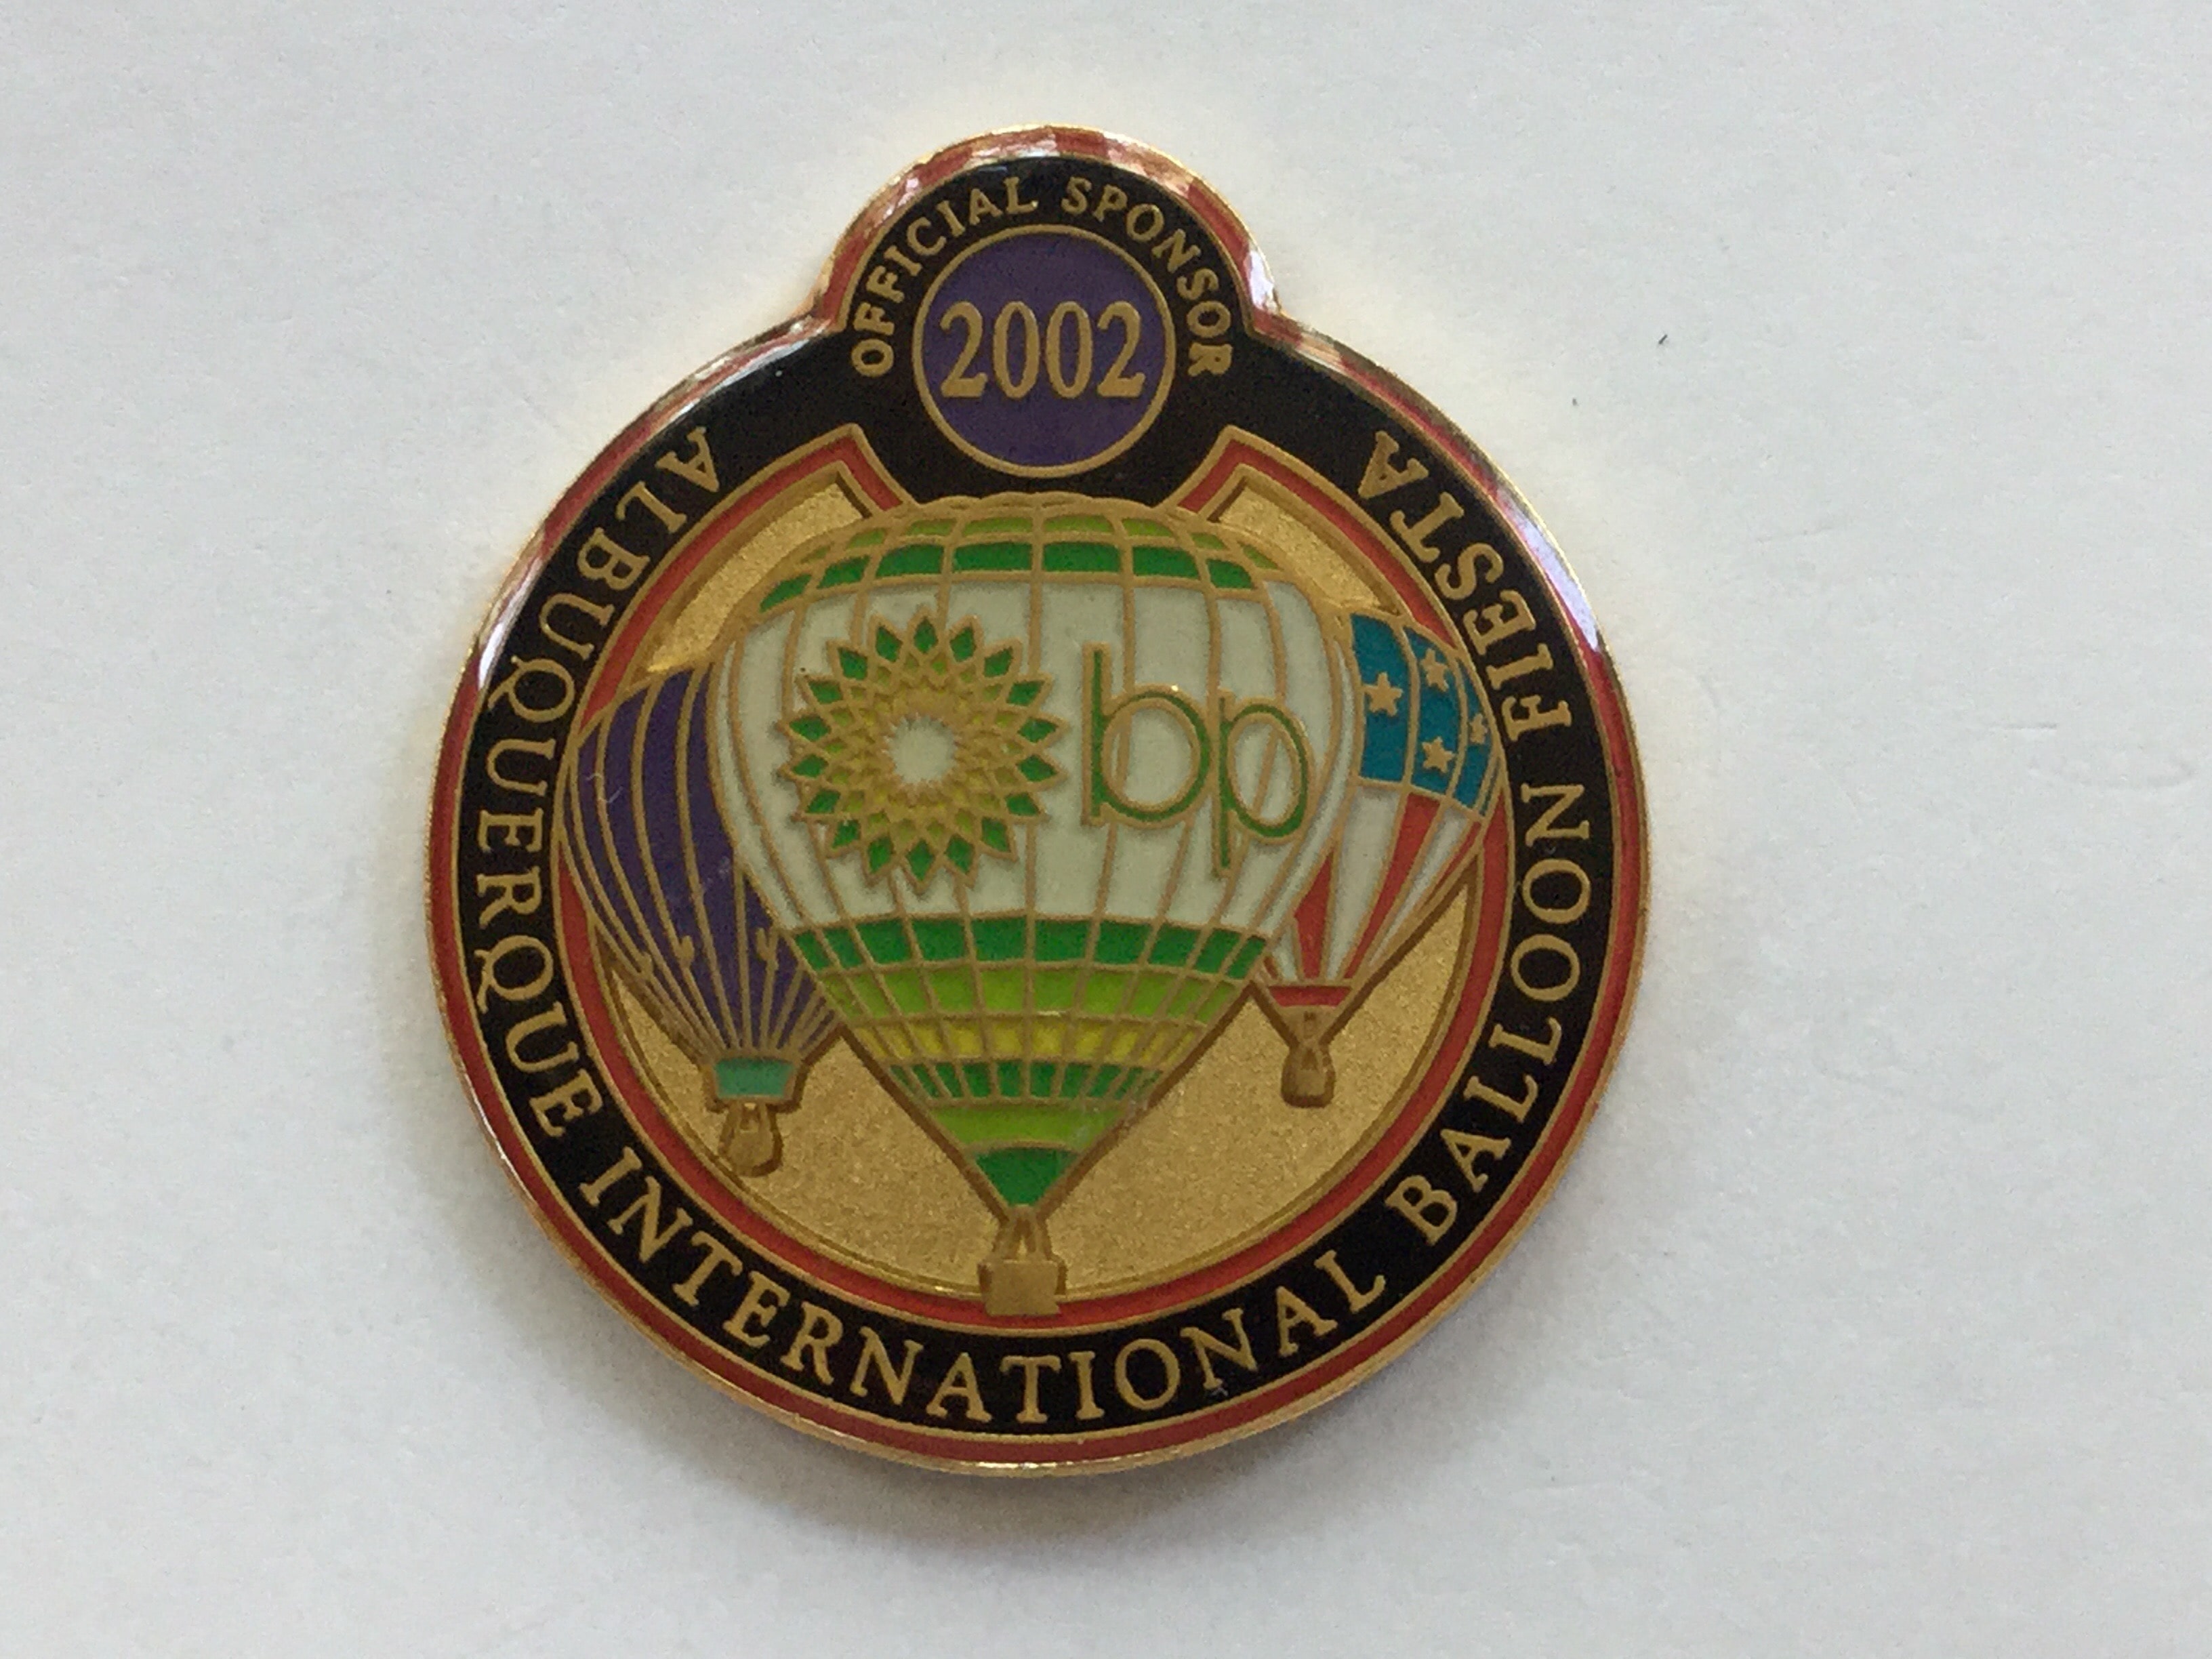 OFFICIAL SPONSOR
2002
bp
ALBUQUERQUE INTERNATIONAL BALLOON FIESTA